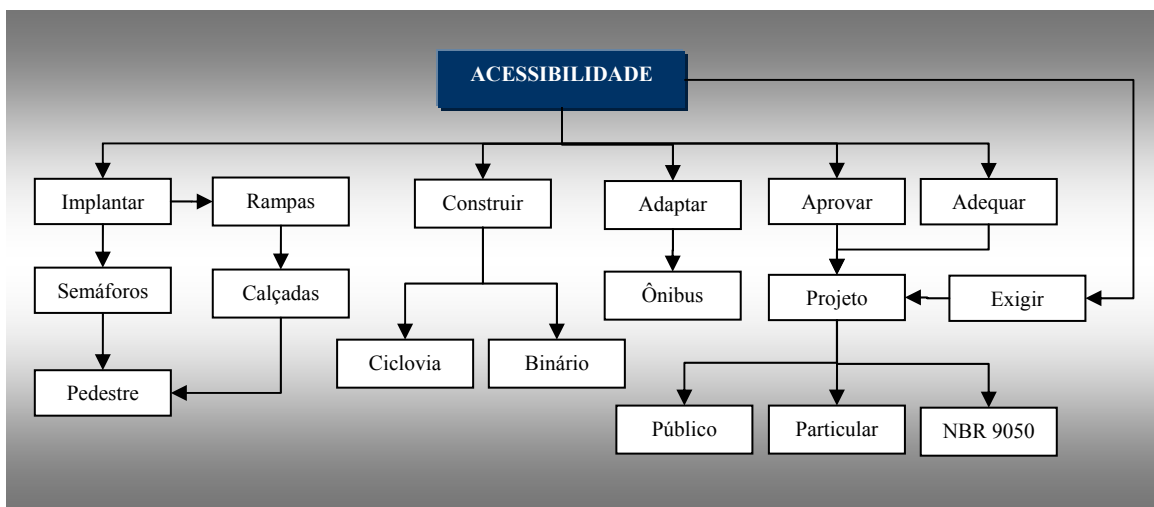 ACESSIBILIDADE
Implantar
Rampas
Construir
Adaptar
Aprovar
Adequar
Semáforos
Calçadas
Ônibus
Projeto
Exigir
Ciclovia
Binário
Pedestre
Público
Particular
NBR 9050